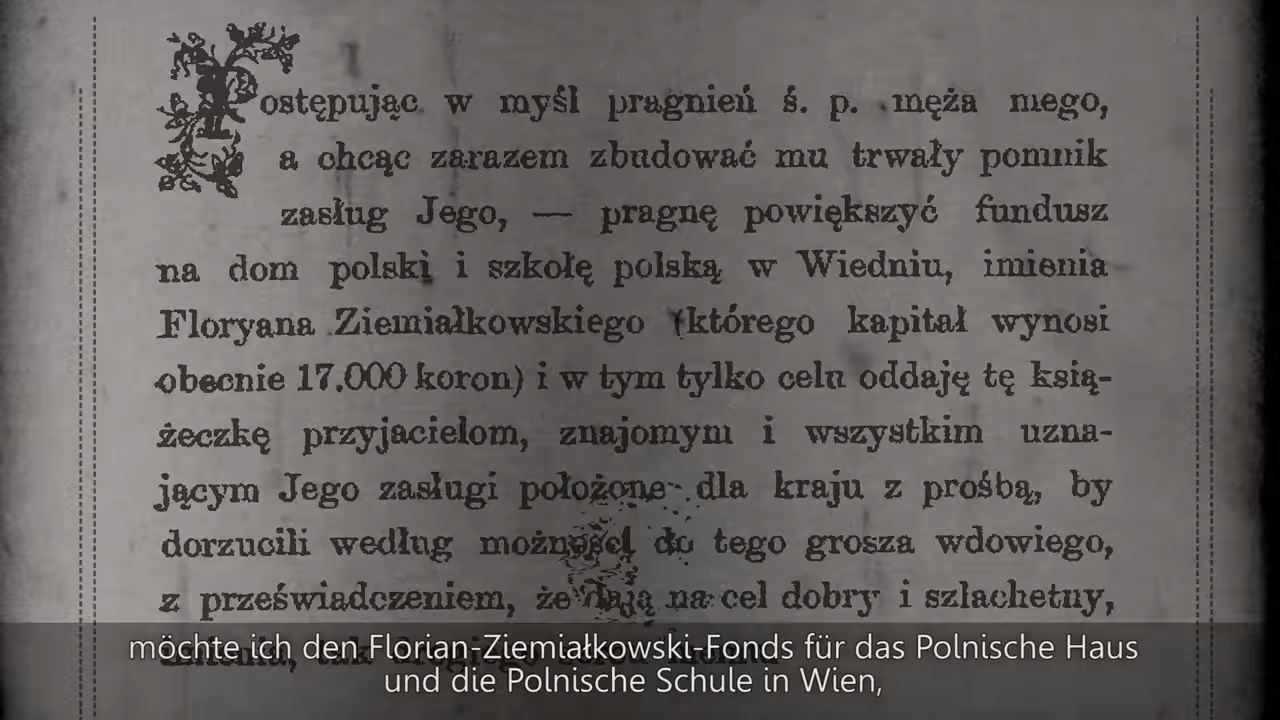 Postępując w myśl pragnień ś. p. męża mego,
a chcąc zarazem zbudować mu trwały pomnik
zasług Jego, — pragnę powiększyć fundusz
na dom polski i szkołę polską w Wiedniu, imienia
Floryana Ziemiałkowskiego (którego kapitał wynosi
obecnie 17.000 koron) i w tym tylko celu oddaję tę ksią-
żeczkę przyjacielom, znajomym i wszystkim uzna-
jącym Jego zasługi położone dla kraju z prośbą, by
dorzucili według możności do tego grosza wdowiego,
z przeświadczeniem, że dają na cel dobry i szlachetny,
möchte ich den Florian-Ziemiałkowski-Fonds für das Polnische Haus
und die Polnische Schule in Wien,